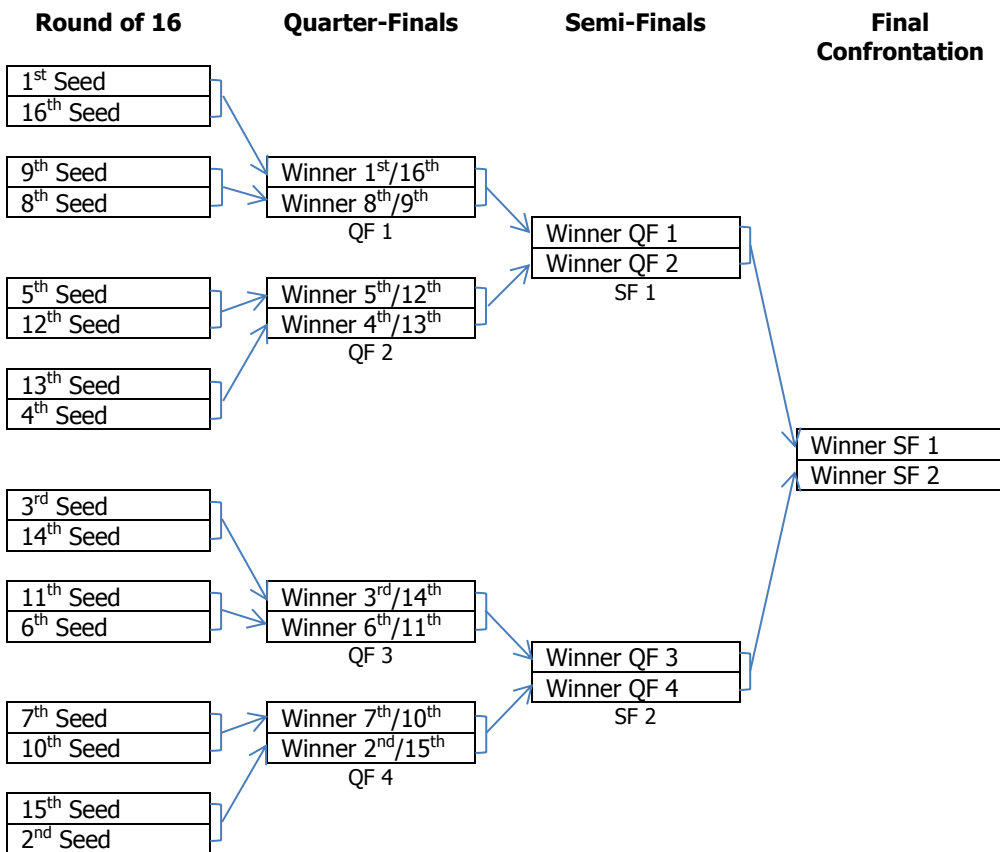 Round of 16
Quarter-Finals
Semi-Finals
Final
Confrontation
1st Seed
16th Seed
9th Seed
8th Seed
5th Seed
12th Seed
13th Seed
4th Seed
3rd Seed
14th Seed
11th Seed
6th Seed
7th Seed
10th Seed
15th Seed
2nd Seed
Winner 1st/16th
Winner 8th/9th
QF 1
Winner 5th/12th
Winner 4th/13th
QF 2
Winner 3rd/14th
Winner 6th/11th
QF 3
Winner 7th/10th
Winner 2nd/15th
QF 4
Winner QF 1
Winner QF 2
SF 1
Winner QF 3
Winner QF 4
SF 2
Winner SF 1
Winner SF 2